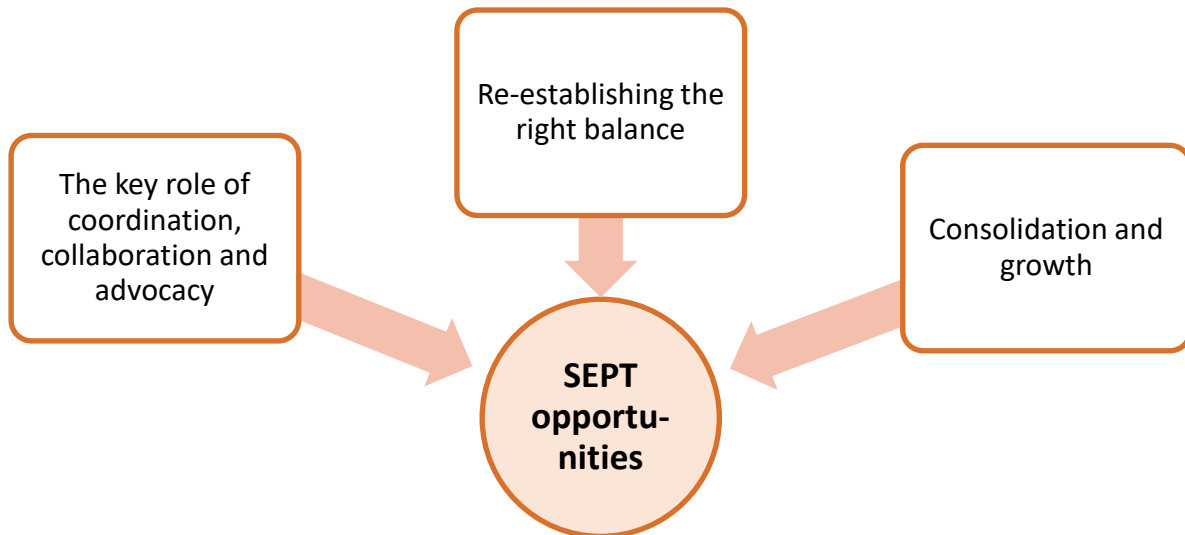 The key role of
coordination,
collaboration and
advocacy
Re-establishing the
right balance
Consolidation and
growth
SEPT
opportu-
nities